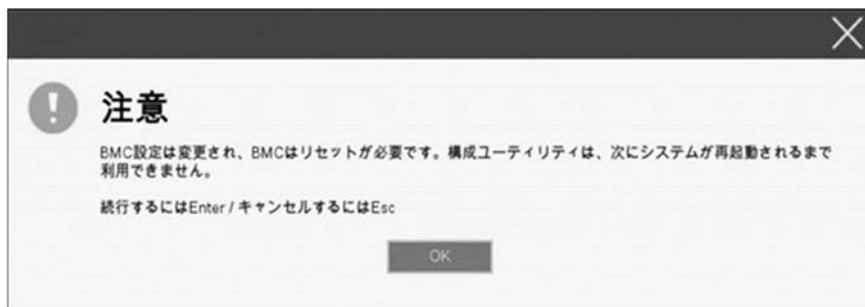 注意
BMC設定は変更され、BMCはリセットが必要です。構成ユーティリティは、次にシステムが再起動されるまで
利用できません。
続行するにはEnter / キャンセルするにはEsc
OK